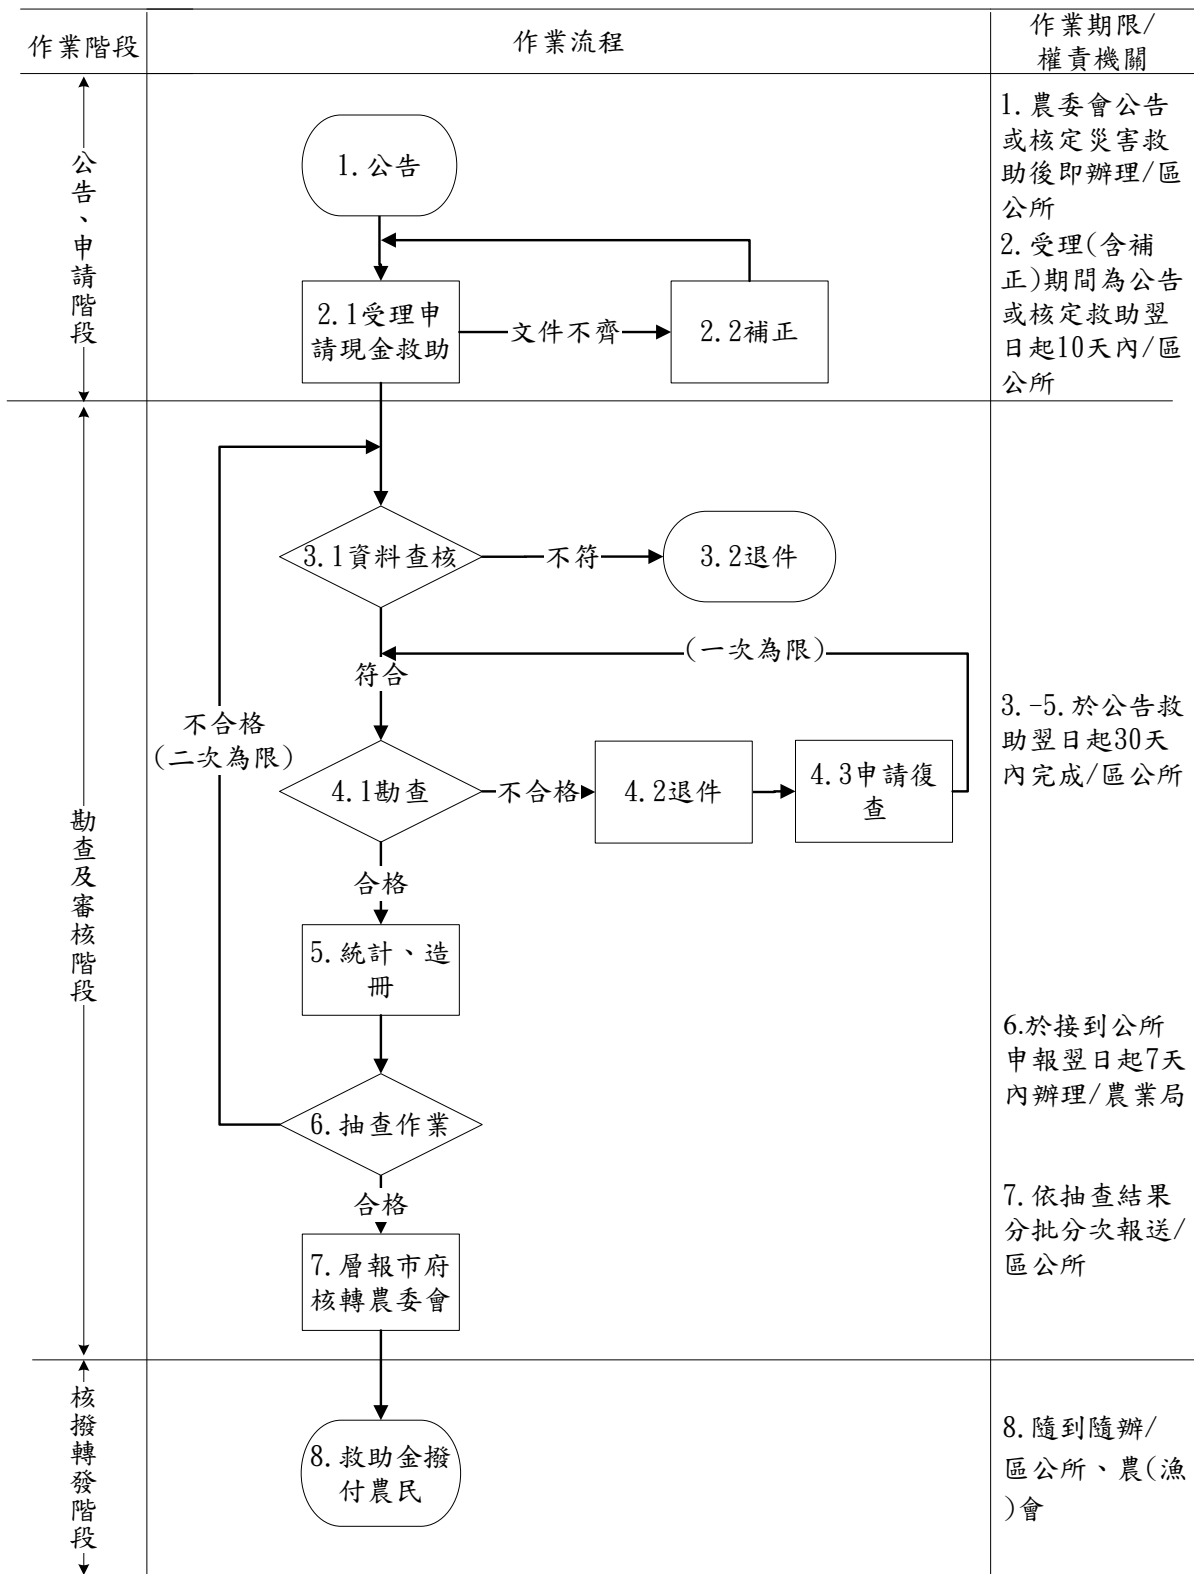 作業階段
作業流程
作業期限/
權責機關
公告、申請階段
1.公告
2.1受理申
請現金救助
文件不齊
2.2補正
1.農委會公告
或核定災害救
助後即辦理/區
公所
2.受理(含補
正)期間為公告
或核定救助翌
日起10天內/區
公所
勘查及審核階段
3.1資料查核
不符
3.2退件
(一次為限)
符合
不合格
(二次為限)
4.1勘查
不合格
4.2退件
4.3申請復
查
合格
5.統計、造
冊
6.抽查作業
合格
7.層報市府
核轉農委會
3.-5.於公告救
助翌日起30天
內完成/區公所
6.於接到公所
申報翌日起7天
內辦理/農業局
7.依抽查結果
分批分次報送/
區公所
核撥轉發階段
8.救助金撥
付農民
8.隨到隨辦/
區公所、農(漁
)會